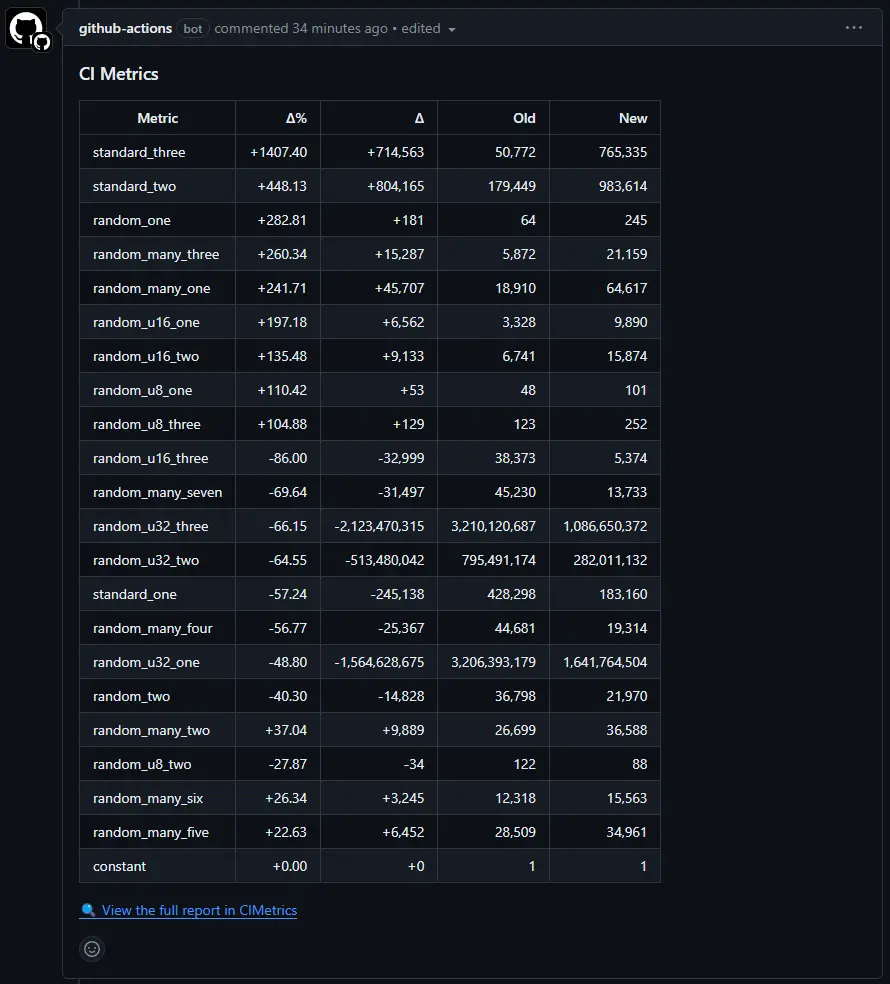 github-actions bot commented 34 minutes ago • edited
CI Metrics
Metric Δ% Δ Old New
standard_three +1407.40 +714,563 50,772 765,335
standard_two +448.13 +804,165 179,449 983,614
random_one +282.81 +181 64 245
random_many_three +260.34 +15,287 5,872 21,159
random_many_one +241.71 +45,707 18,910 64,617
random_u16_one +197.18 +6,562 3,328 9,890
random_u16_two +135.48 +9,133 6,741 15,874
random_u8_one +110.42 +53 48 101
random_u8_three +104.88 +129 123 252
random_u16_three -86.00 -32,999 38,373 5,374
random_many_seven -69.64 -31,497 45,230 13,733
random_u32_three -66.15 -2,123,470,315 3,210,120,687 1,086,650,372
random_u32_two -64.55 -513,480,042 795,491,174 282,011,132
standard_one -57.24 -245,138 428,298 183,160
random_many_four -56.77 -25,367 44,681 19,314
random_u32_one -48.80 -1,564,628,675 3,206,393,179 1,641,764,504
random_two -40.30 -14,828 36,798 21,970
random_many_two +37.04 +9,889 26,699 36,588
random_u8_two -27.87 -34 122 88
random_many_six +26.34 +3,245 12,318 15,563
random_many_five +22.63 +6,452 28,509 34,961
constant +0.00 +0 1 1
View the full report in CIMetrics